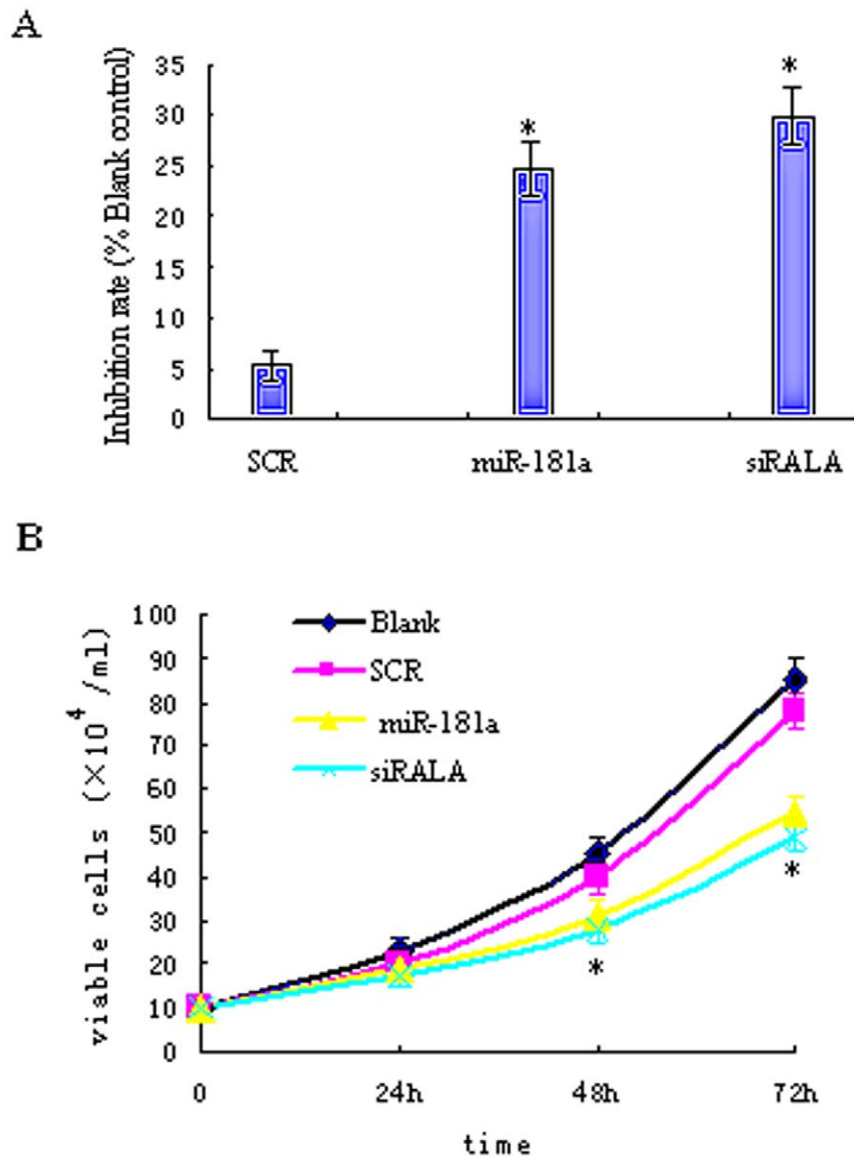 A
Inhibition rate (% Blank control)
35
30
25
20
15
10
5
0
*
*
SCR miR-181a siRALA
B
viable cells (×10⁴ /ml)
100
90
80
70
60
50
40
30
20
10
0
Blank
SCR
miR-181a
siRALA
*
*
0 24h 48h 72h
time